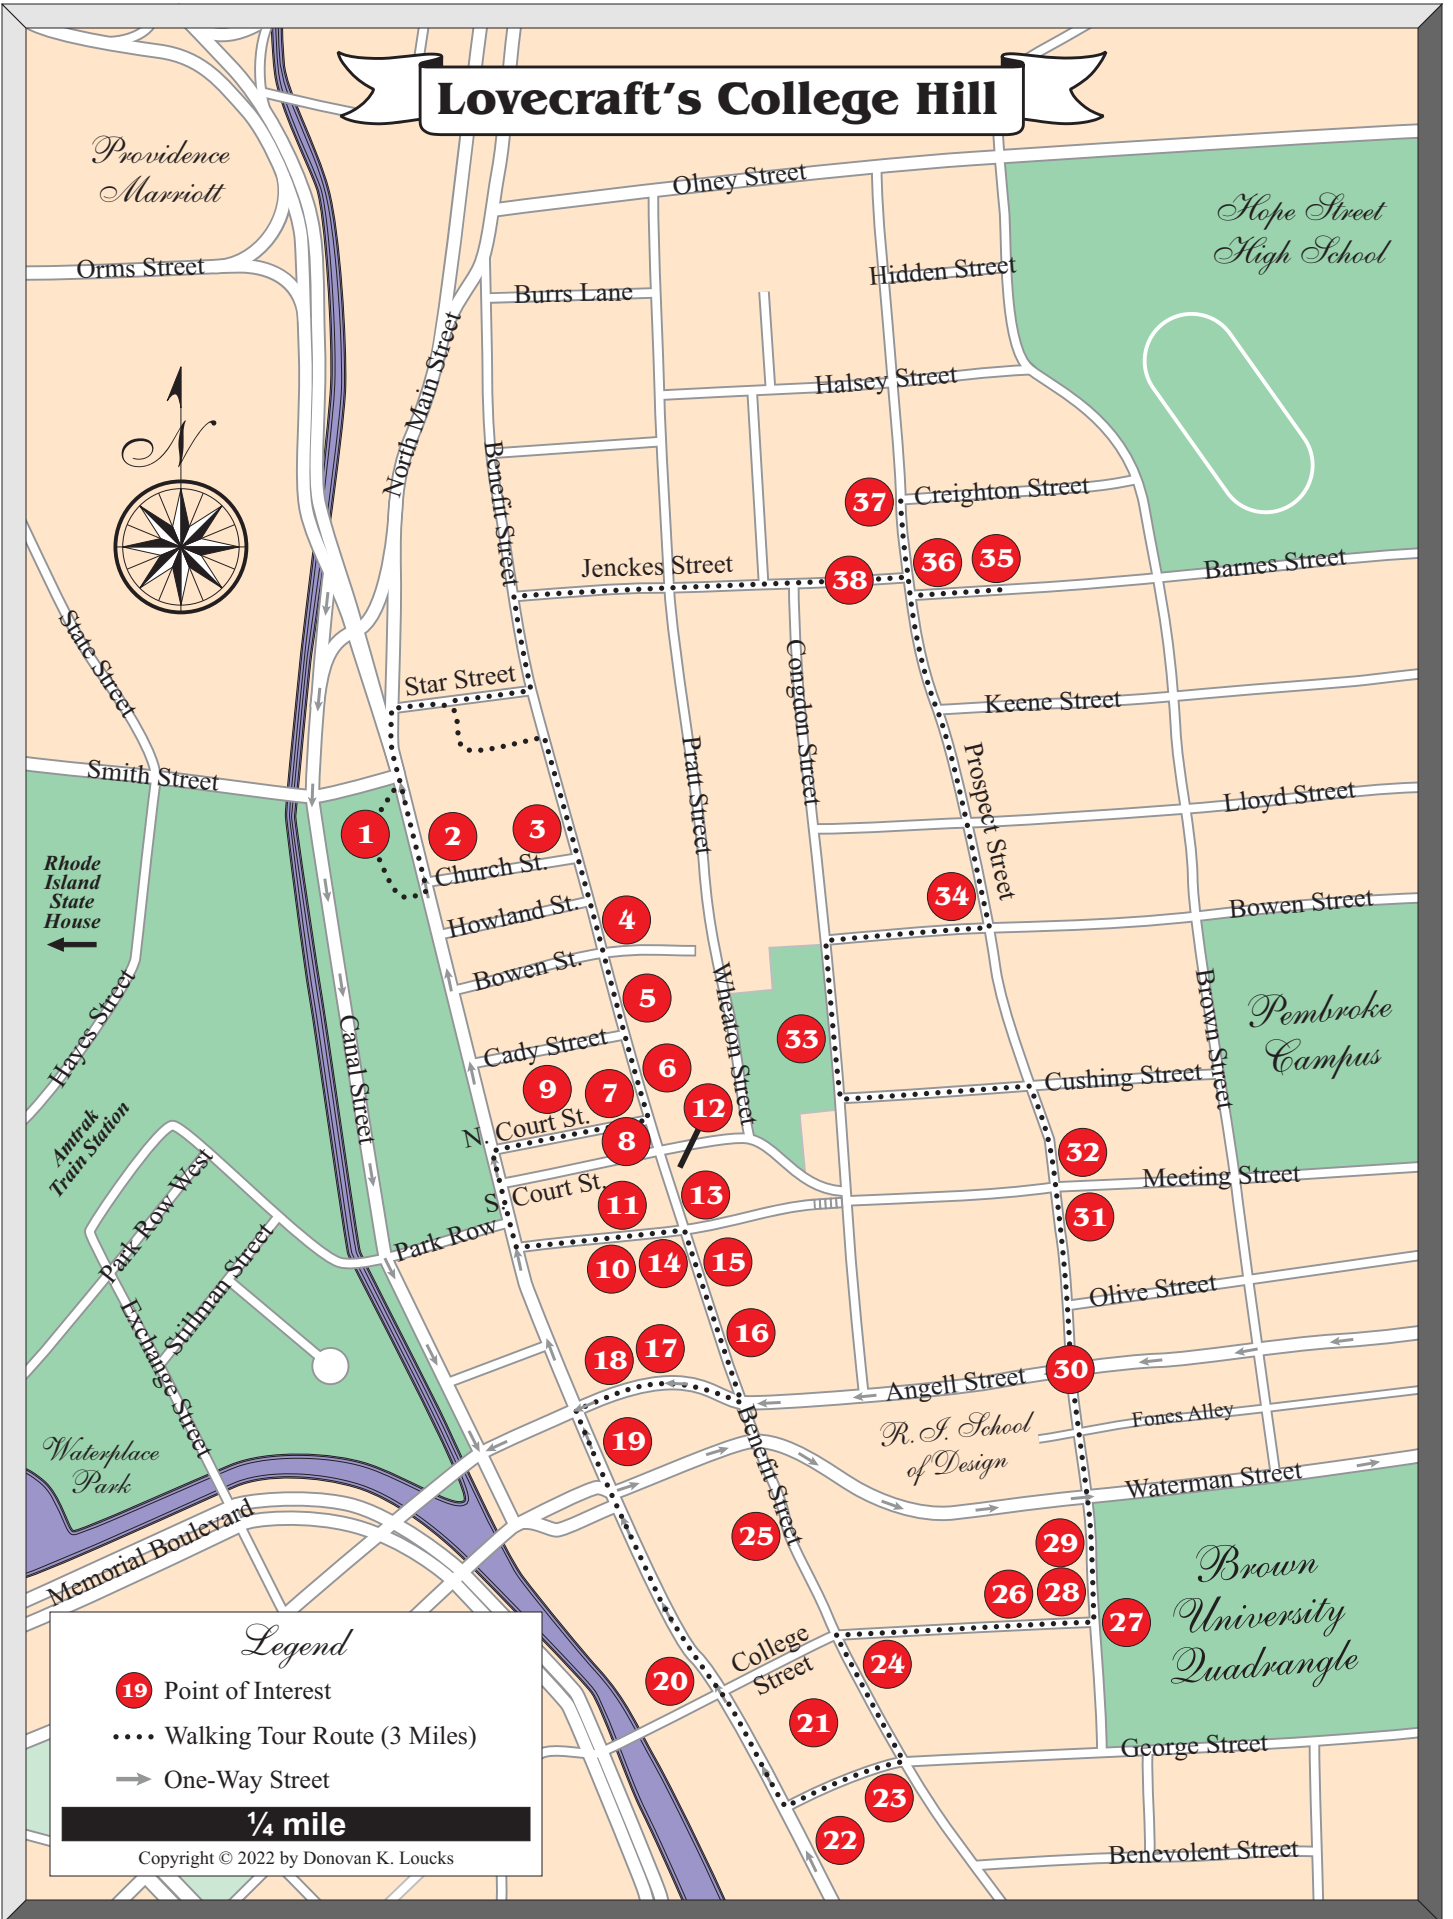 Lovecraft's College Hill
Providence
Marriott
Olney Street
Hope Street
High School
Orms Street
Hidden Street
Burrs Lane
North Main Street
Halsey Street
N
Benefit Street
37
Creighton Street
Jenckes Street
38
36
35
Barnes Street
State Street
Star Street
Congdon Street
Keene Street
Smith Street
Pratt Street
Prospect Street
Lloyd Street
1
2
3
Rhode
Island
State
House
Church St.
Howland St.
4
34
Bowen Street
Bowen St.
Hayes Street
5
Wheaton Street
33
Brown Street
Pembroke
Campus
Canal Street
Cady Street
6
9
7
12
Cushing Street
Amtrak
Train Station
N. Court St.
8
32
Park Row West
S. Court St.
11
13
Meeting Street
31
Park Row
10
14
15
Stillman Street
Olive Street
Exchange Street
16
18
17
30
Angell Street
Fones Alley
Waterplace
Park
19
Benefit Street
R. I. School
of Design
Waterman Street
Memorial Boulevard
25
29
26
28
27
Brown
University
Quadrangle
College
Street
20
24
21
George Street
23
22
Benevolent Street
Legend
19 Point of Interest
Walking Tour Route (3 Miles)
One-Way Street
¼ mile
Copyright © 2022 by Donovan K. Loucks